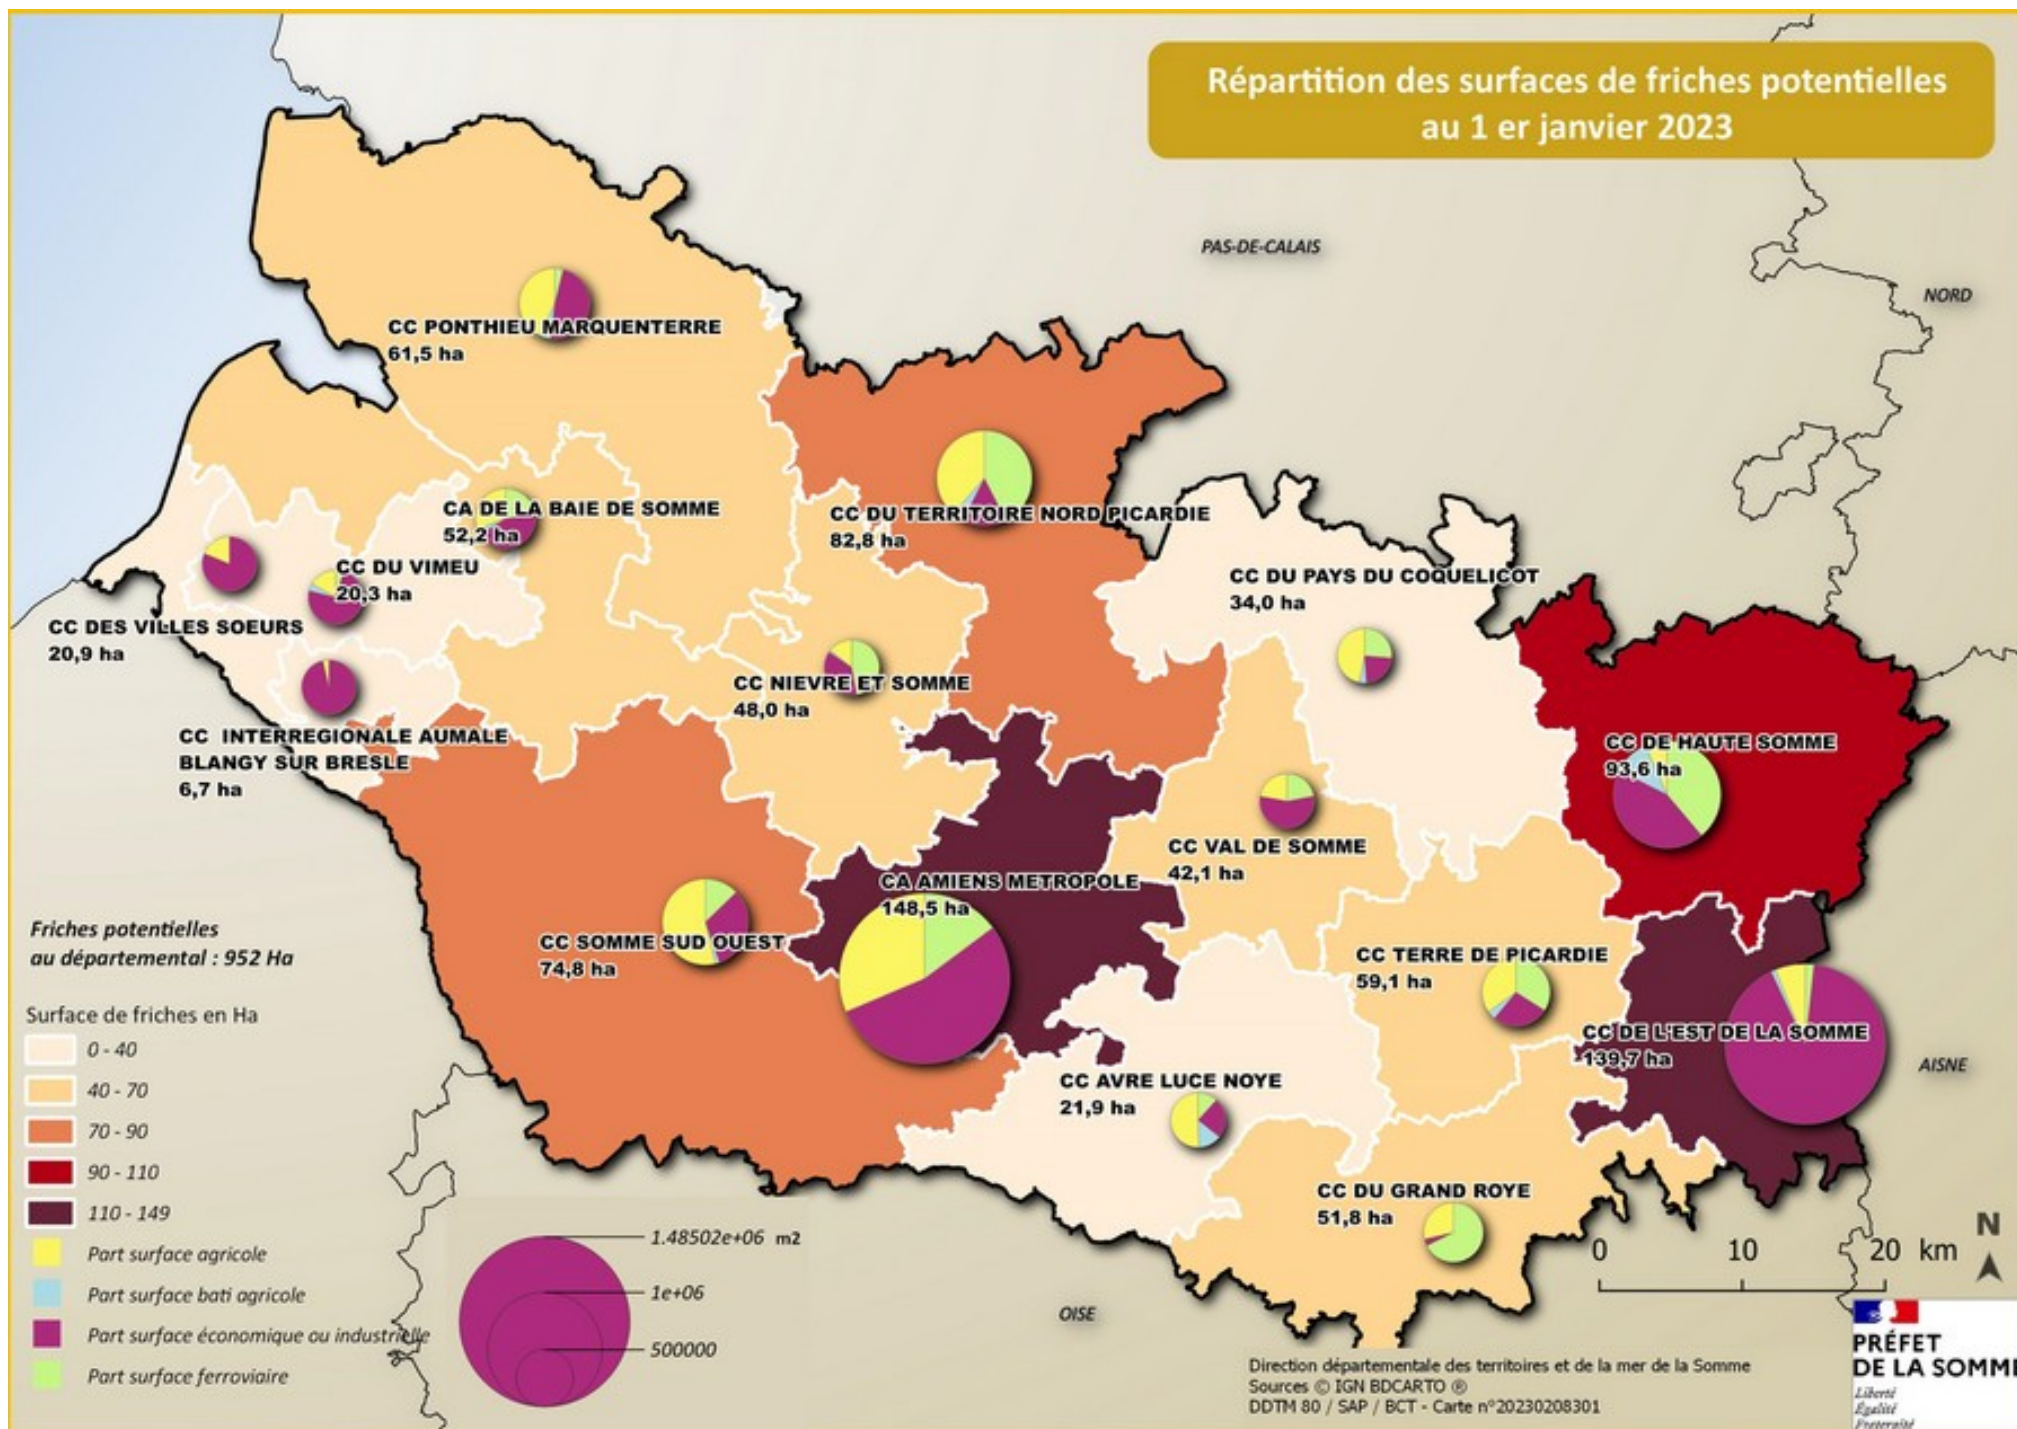 Répartition des surfaces de friches potentielles
au 1 er janvier 2023
PAS-DE-CALAIS
NORD
CC PONTHIEU MARQUENTERRE
61,5 ha
CA DE LA BAIE DE SOMME
52,2 ha
CC DU TERRITOIRE NORD PICARDIE
82,8 ha
CC DU VIMEU
20,3 ha
CC DU PAYS DU COQUELICOT
34,0 ha
CC DES VILLES SOEURS
20,9 ha
CC NIEVRE ET SOMME
48,0 ha
CC INTERREGIONALE AUMALE
BLANGY SUR BRESLE
6,7 ha
CC DE HAUTE SOMME
93,6 ha
CC VAL DE SOMME
42,1 ha
CA AMIENS METROPOLE
148,5 ha
CC SOMME SUD OUEST
74,8 ha
CC TERRE DE PICARDIE
59,1 ha
CC DE L'EST DE LA SOMME
139,7 ha
AISNE
CC AVRE LUCE NOYE
21,9 ha
CC DU GRAND ROYE
51,8 ha
OISE
Friches potentielles
au départemental : 952 Ha
Surface de friches en Ha
0 - 40
40 - 70
70 - 90
90 - 110
110 - 149
Part surface agricole
Part surface bati agricole
Part surface économique ou industrielle
Part surface ferroviaire
1.48502e+06 m2
1e+06
500000
0 10 20 km
N
Direction départementale des territoires et de la mer de la Somme
Sources © IGN BDCARTO ®
DDTM 80 / SAP / BCT - Carte n°20230208301
PRÉFET
DE LA SOMME
Liberté
Égalité
Fraternité